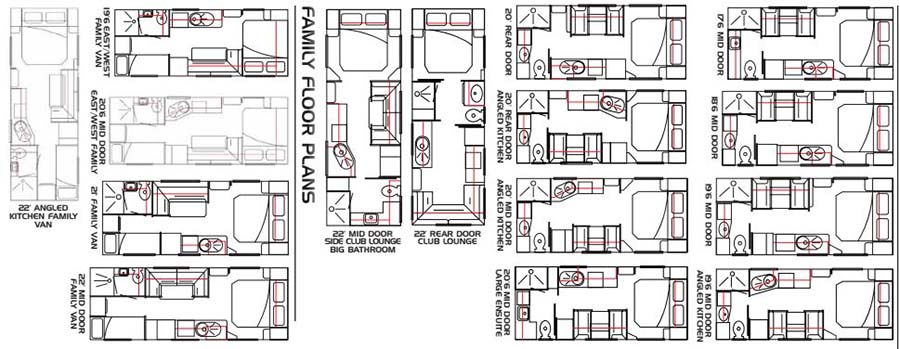 22' ANGLED
KITCHEN FAMILY
VAN
19'6 EAST/WEST
FAMILY VAN
20'6 MID DOOR
EAST/WEST FAMILY
21' FAMILY VAN
22' MID DOOR
FAMILY VAN
FAMILY FLOOR PLANS
22' MID DOOR
SIDE CLUB LOUNGE
BIG BATHROOM
22' REAR DOOR
CLUB LOUNGE
20' REAR DOOR
20' REAR DOOR
ANGLED KITCHEN
20' MID DOOR
ANGLED KITCHEN
20'6 MID DOOR
LARGE ENSUITE
17'6 MID DOOR
18'6 MID DOOR
19'6 MID DOOR
19'6 MID DOOR
ANGLED KITCHEN